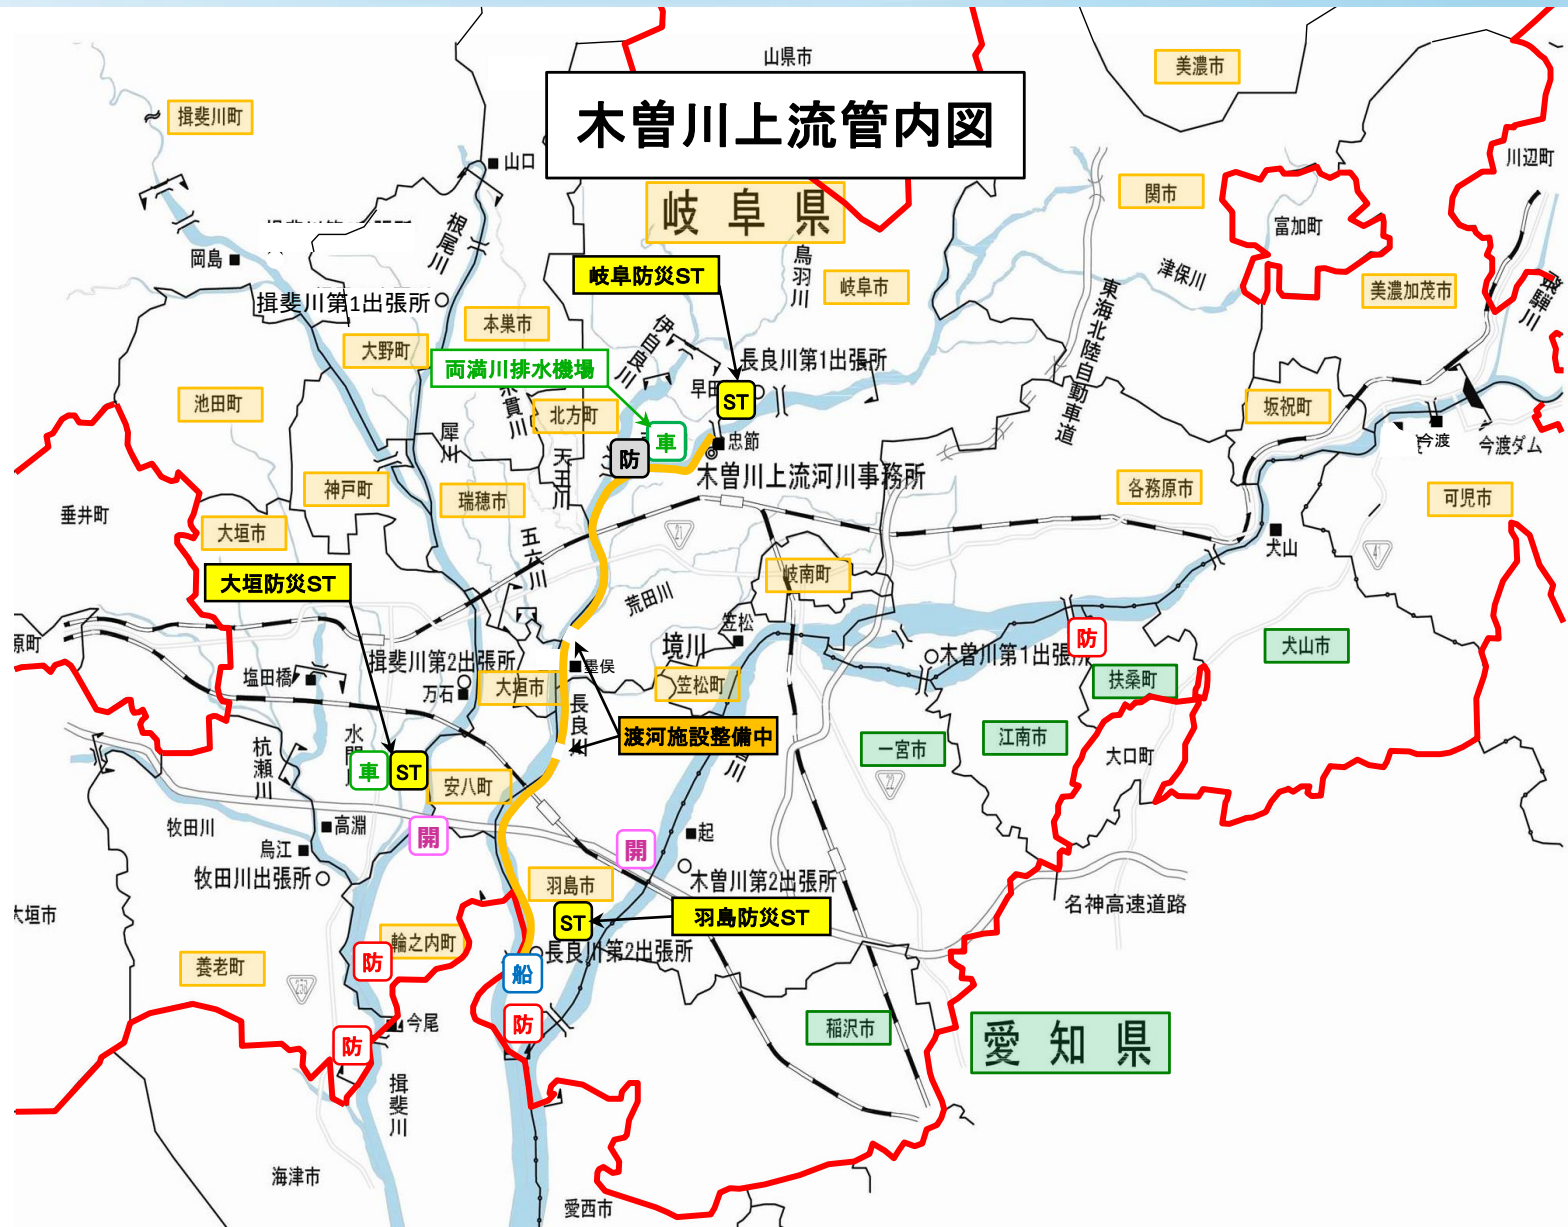 山県市
美濃市
木曽川上流管内図
揖斐川町
山口
川辺町
関市
岐阜県
富加町
根尾川
鳥羽川
岡島
岐阜防災ST
津保川
岐阜市
美濃加茂市
飛騨川
揖斐川第1出張所
東海北陸自動車道
本巣市
伊自良川
大野町
両満川排水機場
長良川第1出張所
早田
ST
池田町
北方町
坂祝町
犀川
車
忠節
今渡
今渡ダム
防
天王川
木曽川上流河川事務所
神戸町
瑞穂市
各務原市
可児市
垂井町
大垣市
21
五六川
犬山
41
大垣防災ST
岐南町
荒田川
笠松
防
境川
犬山市
揖斐川第2出張所
墨俣
木曽川第1出張所
塩田橋
万石
大垣市
笠松町
扶桑町
長良川
渡河施設整備中
江南市
一宮市
大口町
杭瀬川
車
ST
安八町
22
牧田川
高淵
開
開
起
烏江
牧田川出張所
羽島市
木曽川第2出張所
名神高速道路
大垣市
ST
羽島防災ST
輪之内町
長良川第2出張所
養老町
防
船
258
今尾
防
稲沢市
愛知県
防
揖斐川
海津市
愛西市